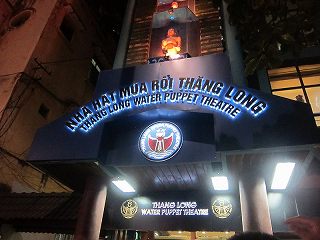 NHÀ HÁT MÚA RỐI THĂNG LONG
THANG LONG WATER PUPPET THEATRE
THANG LONG
WATER PUPPET THEATRE